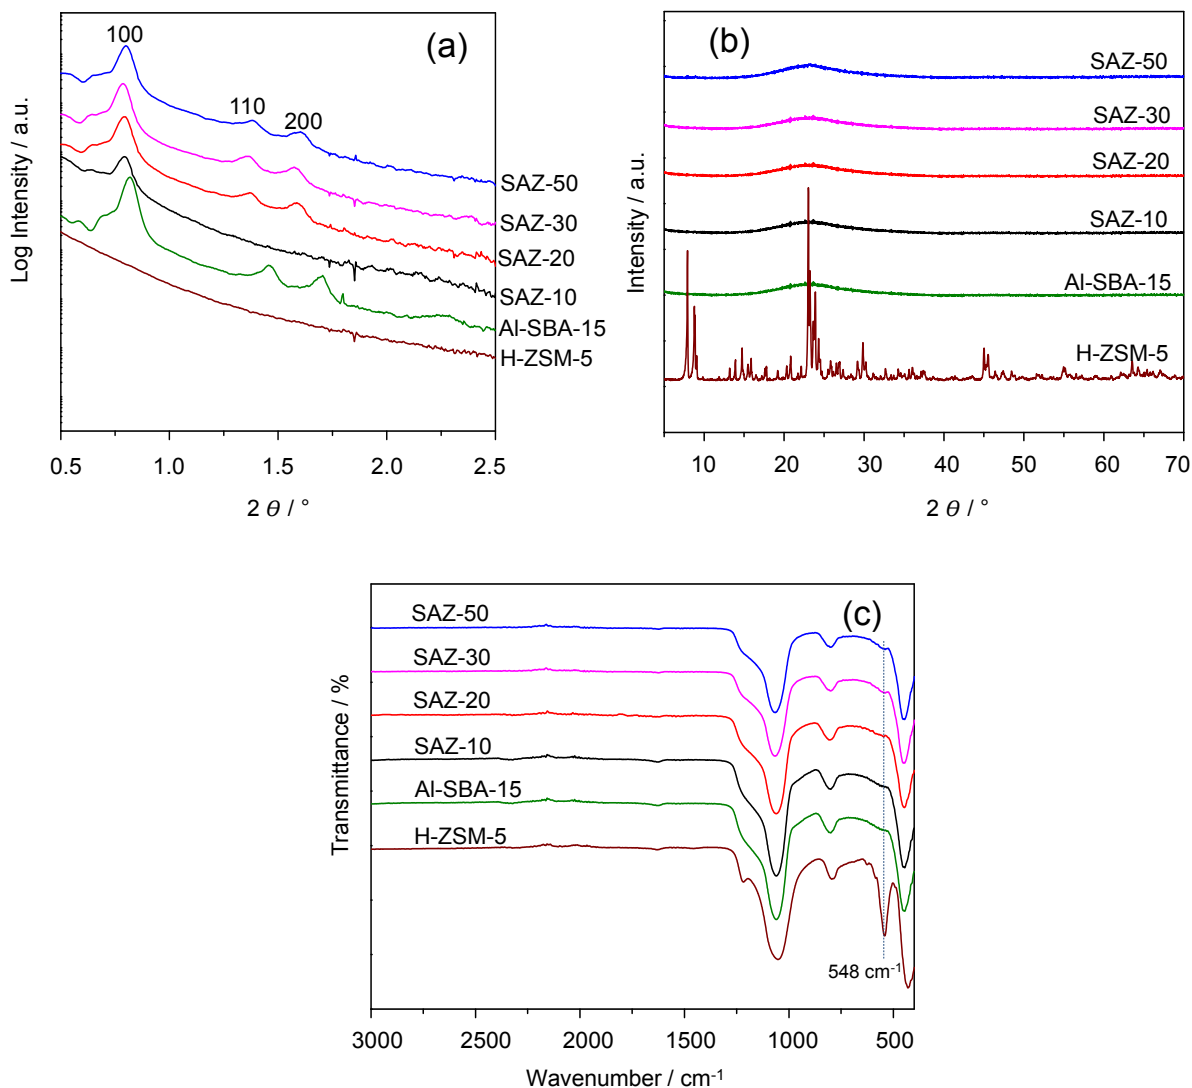 (a)
100
110
200
SAZ-50
SAZ-30
SAZ-20
SAZ-10
Al-SBA-15
H-ZSM-5
Log Intensity / a.u.
0.5 1.0 1.5 2.0 2.5
2 θ / °
(b)
SAZ-50
SAZ-30
SAZ-20
SAZ-10
Al-SBA-15
H-ZSM-5
Intensity / a.u.
10 20 30 40 50 60 70
2 θ / °
(c)
SAZ-50
SAZ-30
SAZ-20
SAZ-10
Al-SBA-15
H-ZSM-5
548 cm⁻¹
Transmittance / %
3000 2500 2000 1500 1000 500
Wavenumber / cm⁻¹